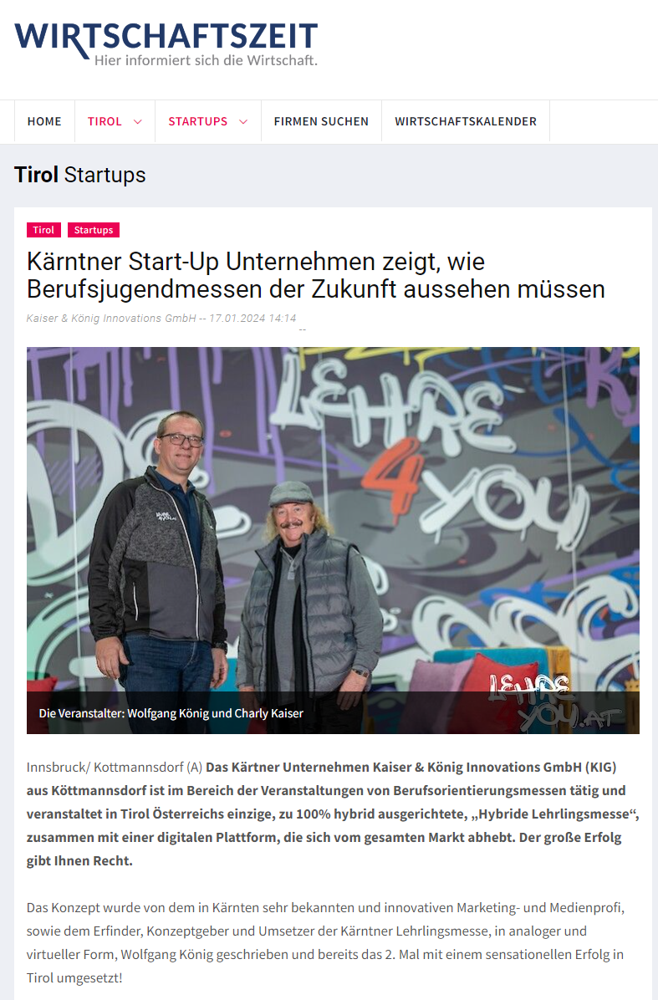 WIRTSCHAFTSZEIT
Hier informiert sich die Wirtschaft.
HOME
TIROL
STARTUPS
FIRMEN SUCHEN
WIRTSCHAFTSKALENDER
Tirol Startups
Tirol
Startups
Kärntner Start-Up Unternehmen zeigt, wie
Berufsjugendmessen der Zukunft aussehen müssen
Kaiser & König Innovations GmbH -- 17.01.2024 14:14
--
LEHRE
4YOU
LEHRE
4YOU.AT
LEHRE
YOU.AT
Die Veranstalter: Wolfgang König und Charly Kaiser
Innsbruck/ Kottmannsdorf (A) Das Kärtner Unternehmen Kaiser & König Innovations GmbH (KIG)
aus Köttmannsdorf ist im Bereich der Veranstaltungen von Berufsorientierungsmessen tätig und
veranstaltet in Tirol Österreichs einzige, zu 100% hybrid ausgerichtete, „Hybride Lehrlingsmesse“,
zusammen mit einer digitalen Plattform, die sich vom gesamten Markt abhebt. Der große Erfolg
gibt Ihnen Recht.
Das Konzept wurde von dem in Kärnten sehr bekannten und innovativen Marketing- und Medienprofi,
sowie dem Erfinder, Konzeptgeber und Umsetzer der Kärntner Lehrlingsmesse, in analoger und
virtueller Form, Wolfgang König geschrieben und bereits das 2. Mal mit einem sensationellen Erfolg in
Tirol umgesetzt!